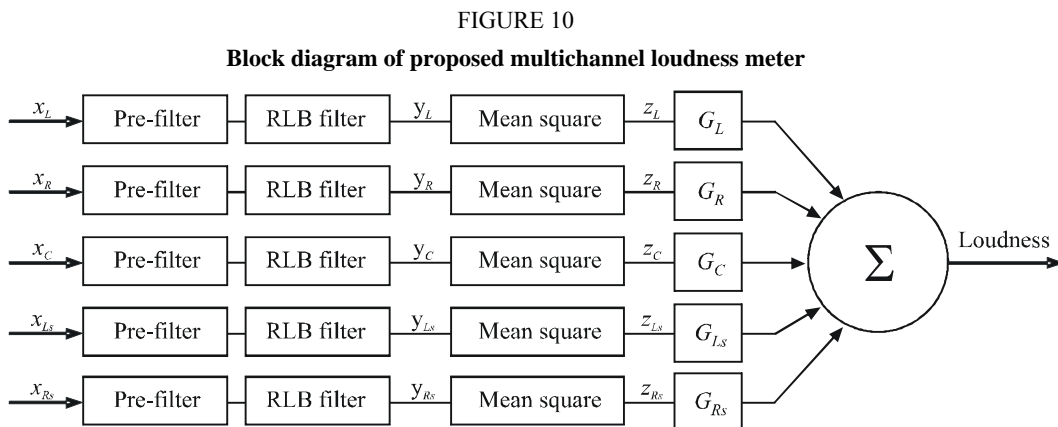 FIGURE 10
Block diagram of proposed multichannel loudness meter
x_L Pre-filter RLB filter y_L Mean square z_L G_L
x_R Pre-filter RLB filter y_R Mean square z_R G_R
x_C Pre-filter RLB filter y_C Mean square z_C G_C
x_Ls Pre-filter RLB filter y_Ls Mean square z_Ls G_Ls
x_Rs Pre-filter RLB filter y_Rs Mean square z_Rs G_Rs
Σ
Loudness